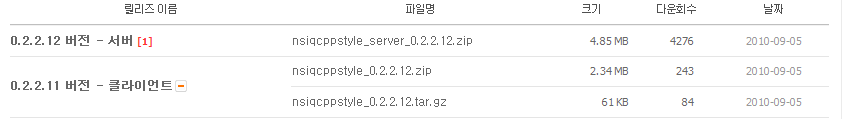 릴리즈 이름 파일명 크기 다운회수 날짜
0.2.2.12 버전 - 서버 [1] nsiqcppstyle_server_0.2.2.12.zip 4.85 MB 4276 2010-09-05
nsiqcppstyle_0.2.2.12.zip 2.34 MB 243 2010-09-05
0.2.2.11 버전 - 클라이언트
nsiqcppstyle_0.2.2.12.tar.gz 61 KB 84 2010-09-05